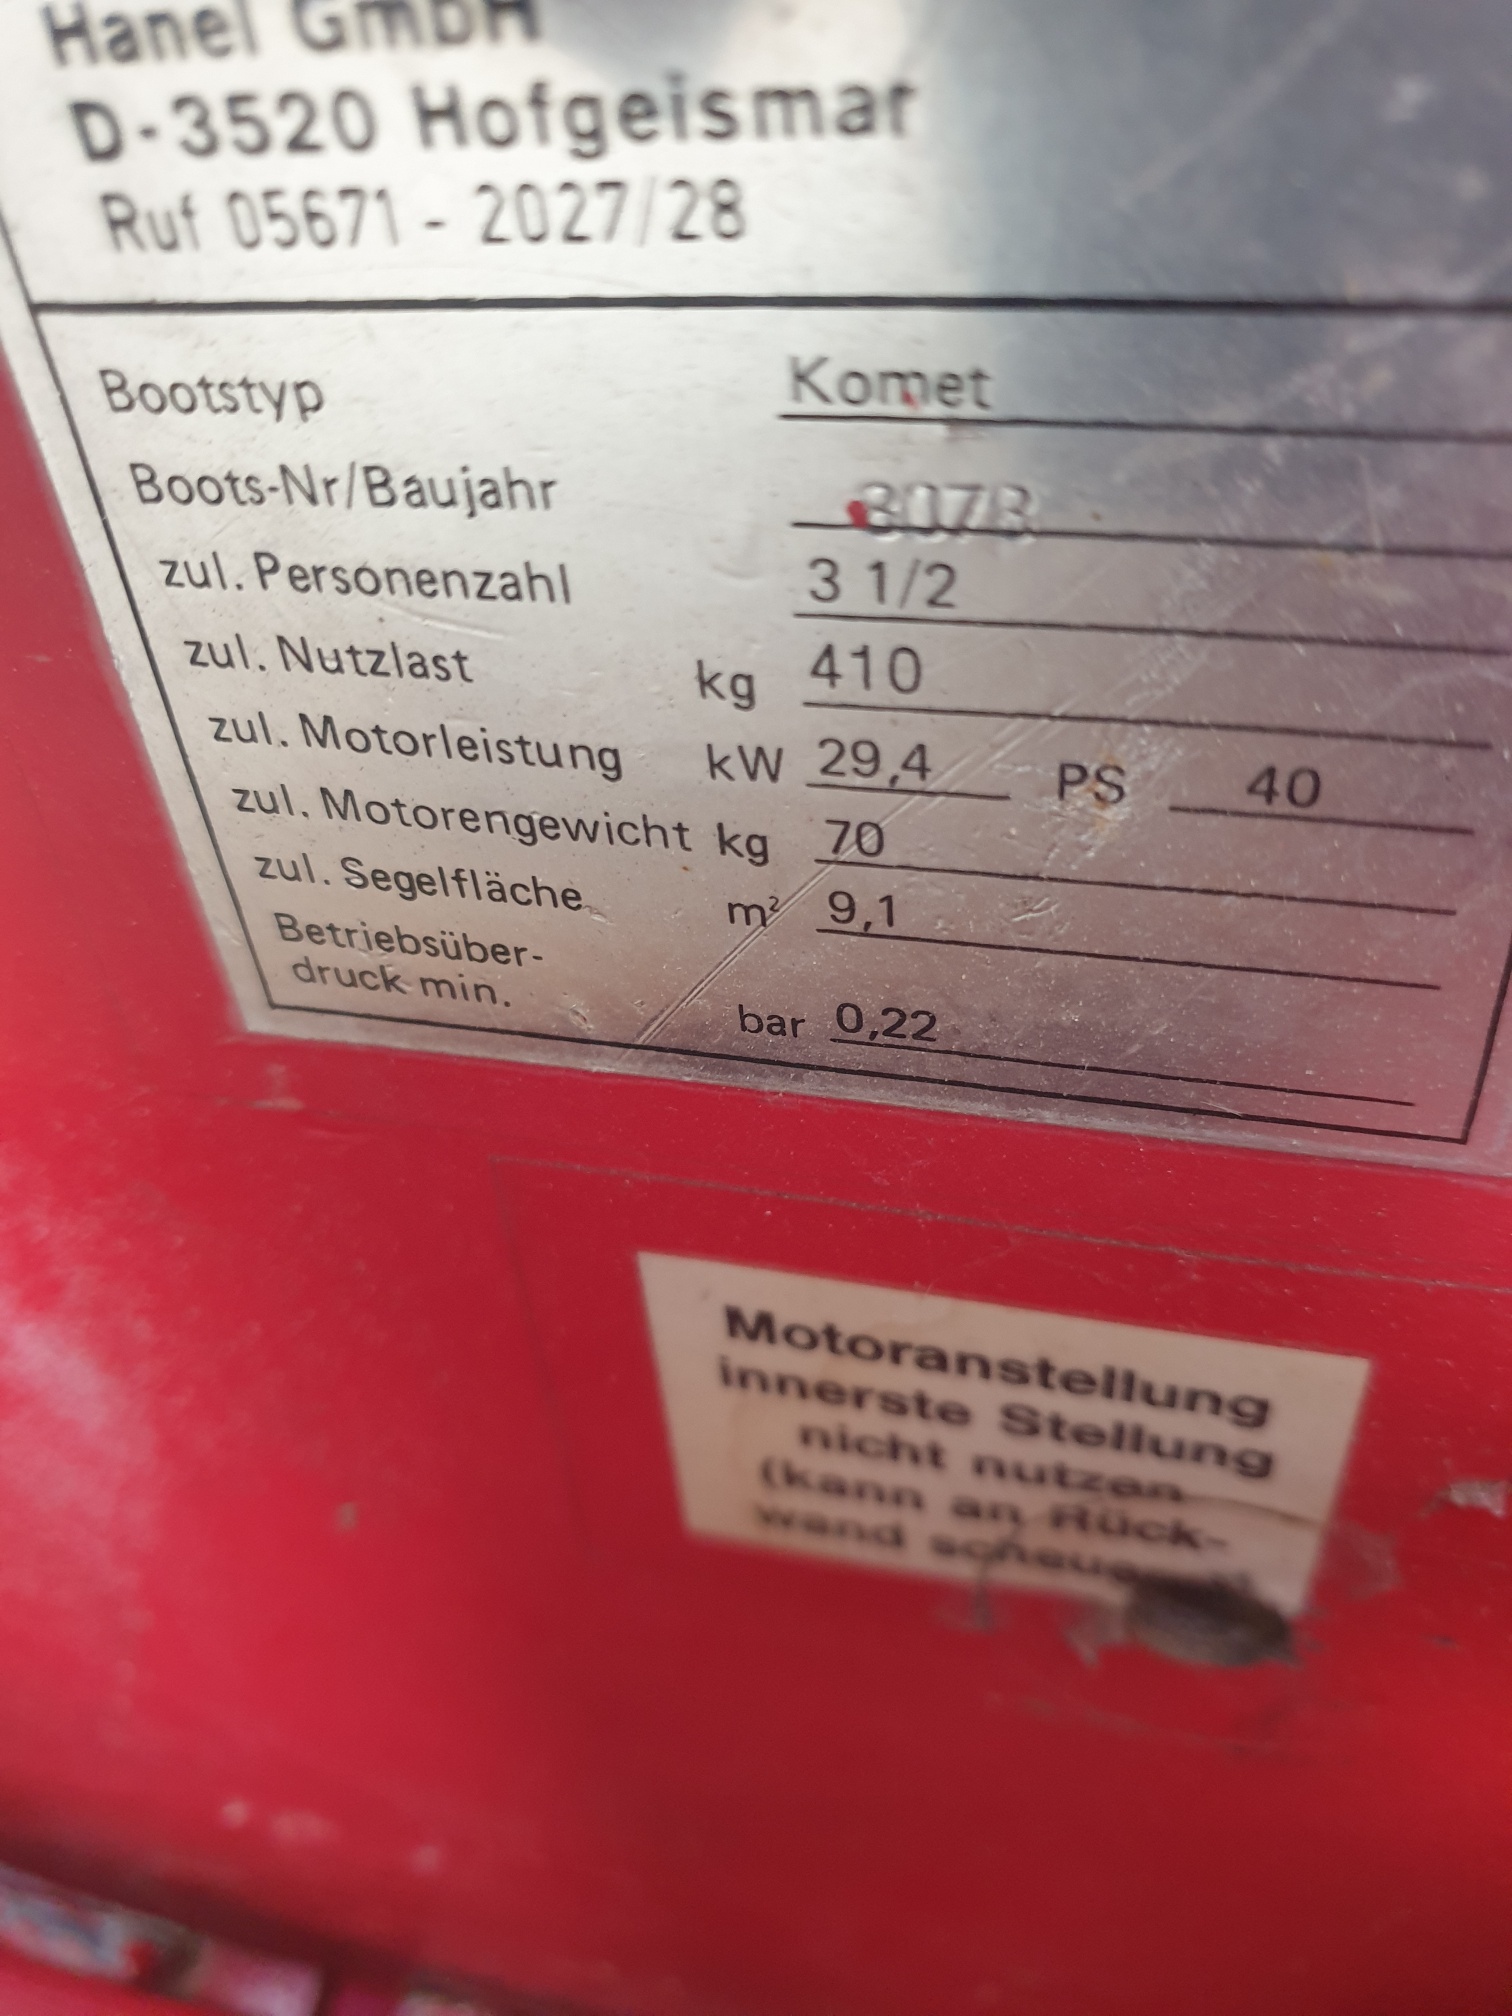 Hanel GmbH
D-3520 Hofgeismar
Ruf 05671 - 2027/28
Bootstyp Komet
Boots-Nr/Baujahr
zul. Personenzahl 3 1/2
zul. Nutzlast kg 410
zul. Motorleistung kW 29,4 PS 40
zul. Motorengewicht kg 70
zul. Segelfläche m² 9,1
Betriebsüber-
druck min. bar 0,22
Motoranstellung
innerste Stellung
nicht nutzen
(kann an Rück-
wand